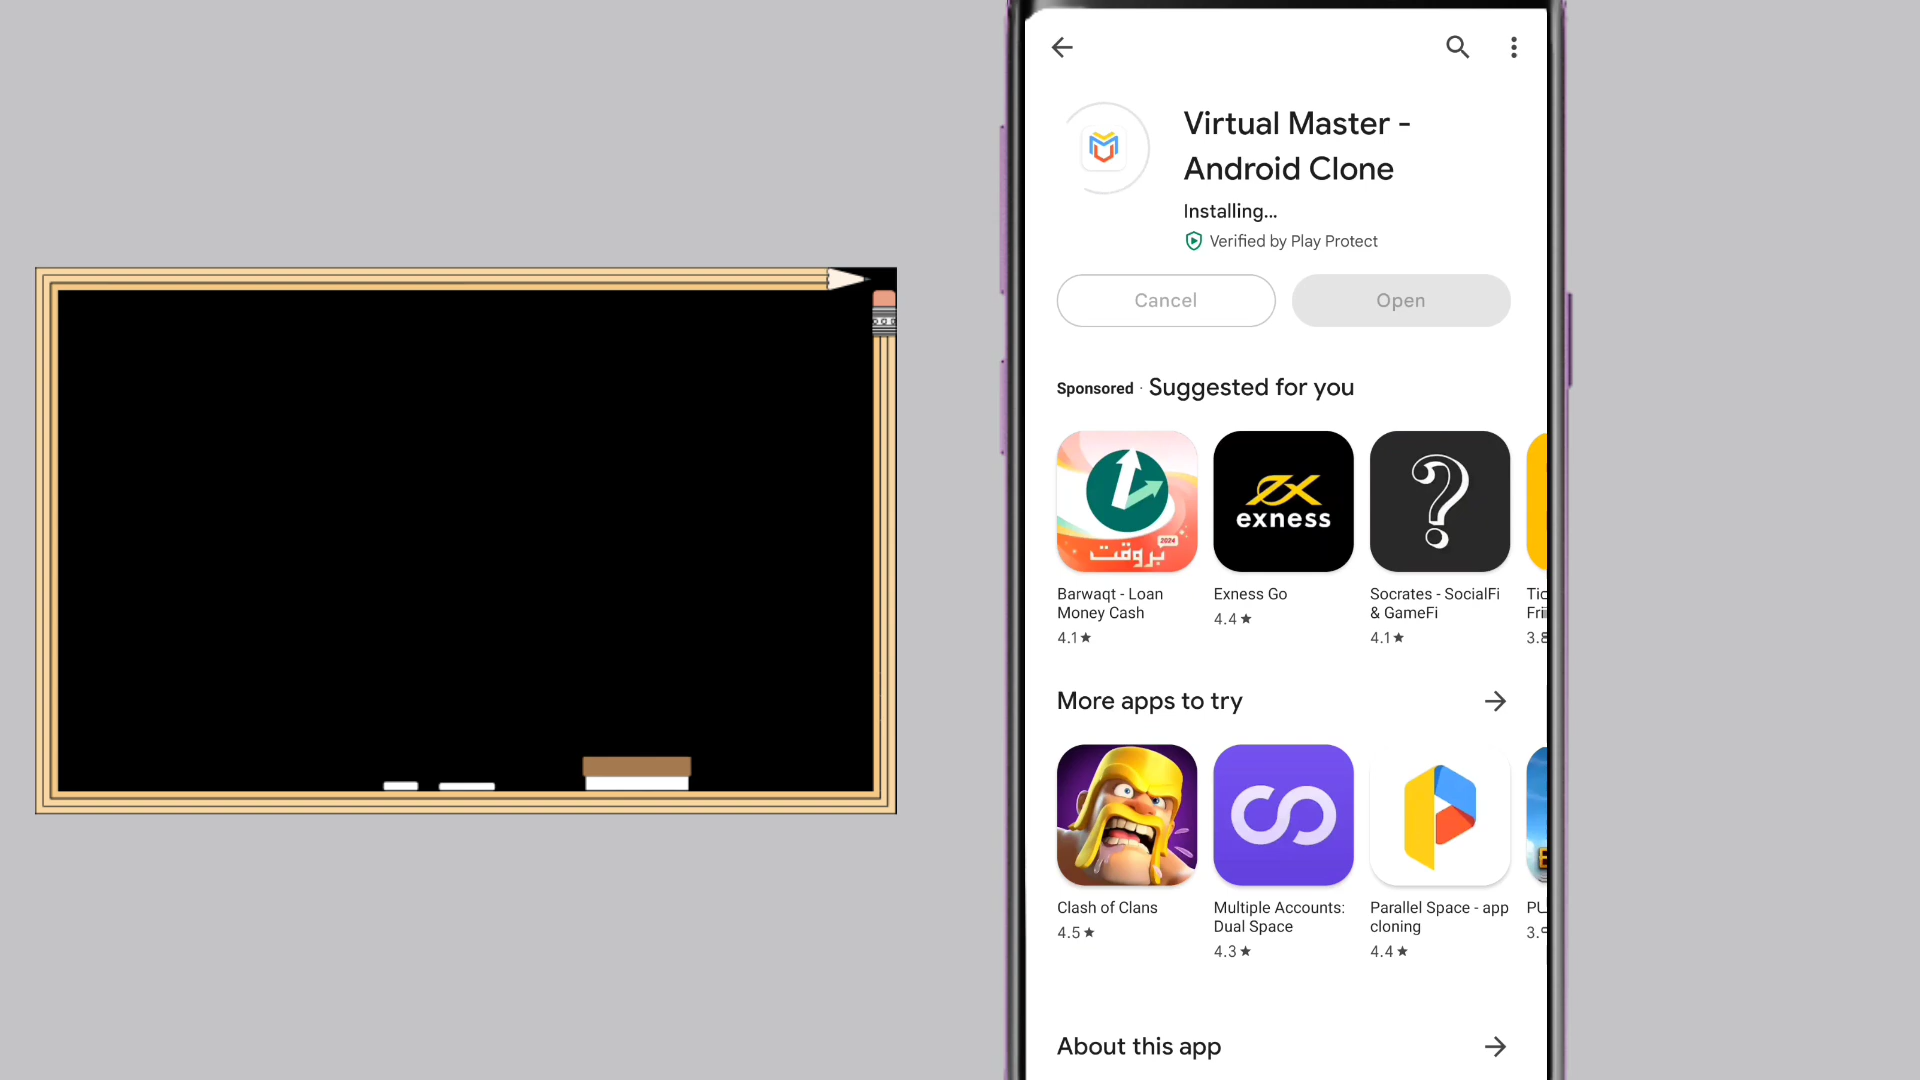 Virtual Master -
Android Clone
Installing...
Verified by Play Protect
Cancel
Open
Sponsored · Suggested for you
بروقت
2024
exness
?
Barwaqt - Loan
Money Cash
4.1★
Exness Go
4.4★
Socrates - SocialFi
& GameFi
4.1★
More apps to try
Clash of Clans
4.5★
Multiple Accounts:
Dual Space
4.3★
Parallel Space - app
cloning
4.4★
About this app